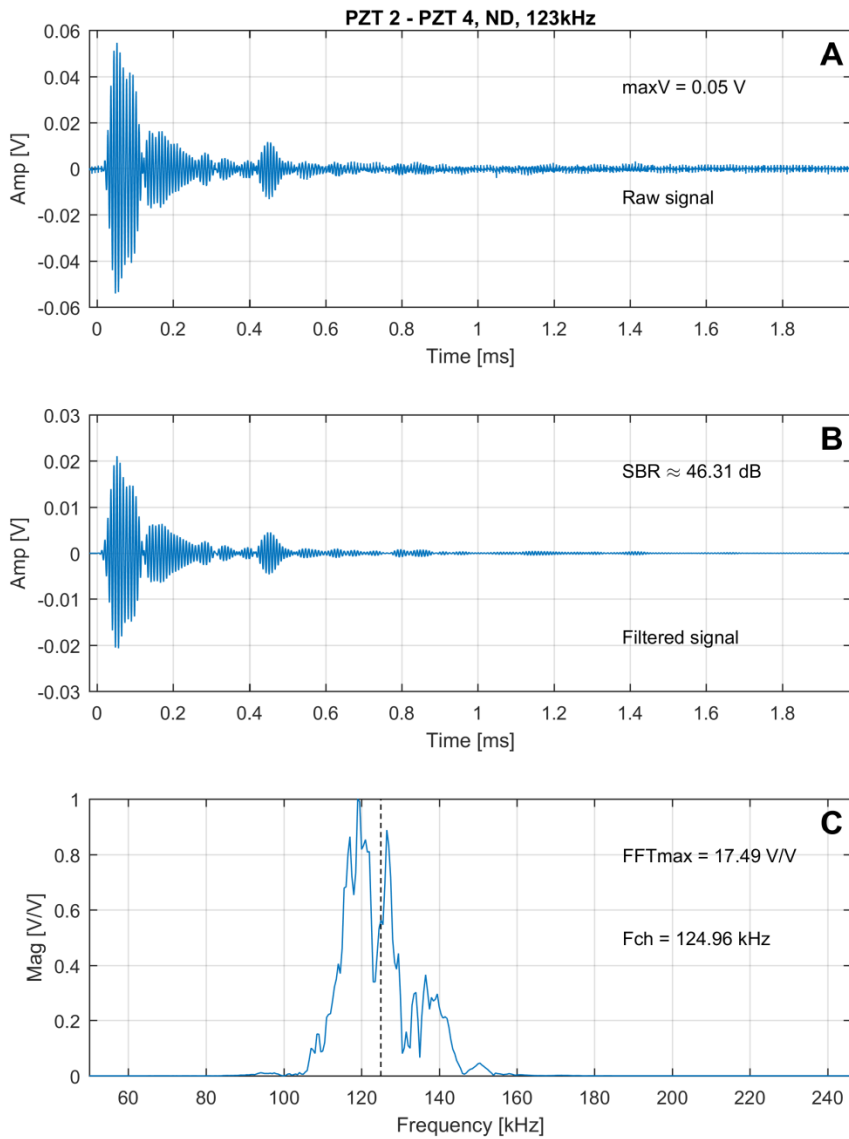 PZT 2 - PZT 4, ND, 123kHz
A
0.06
0.04
0.02
0
-0.02
-0.04
-0.06
Amp [V]
maxV = 0.05 V
Raw signal
0 0.2 0.4 0.6 0.8 1 1.2 1.4 1.6 1.8
Time [ms]
B
0.03
0.02
0.01
0
-0.01
-0.02
-0.03
Amp [V]
SBR ≈ 46.31 dB
Filtered signal
0 0.2 0.4 0.6 0.8 1 1.2 1.4 1.6 1.8
Time [ms]
C
1
0.8
0.6
0.4
0.2
0
Mag [V/V]
FFTmax = 17.49 V/V
Fch = 124.96 kHz
60 80 100 120 140 160 180 200 220 240
Frequency [kHz]